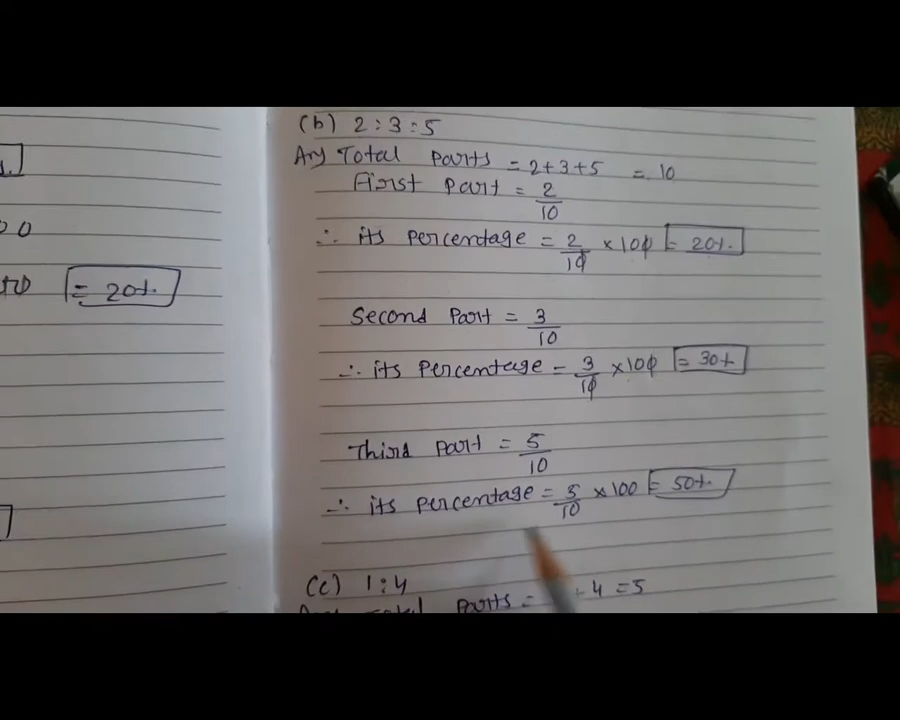 (b) 2:3:5
Ans Total parts = 2+3+5 = 10
First part = 2/10
∴ its percentage = 2/10 × 100 = 20%
= 20%
Second part = 3/10
∴ its percentage = 3/10 × 100 = 30%
Third part = 5/10
∴ its percentage = 5/10 × 100 = 50%
(c) 1:4
Total parts = 4 = 5